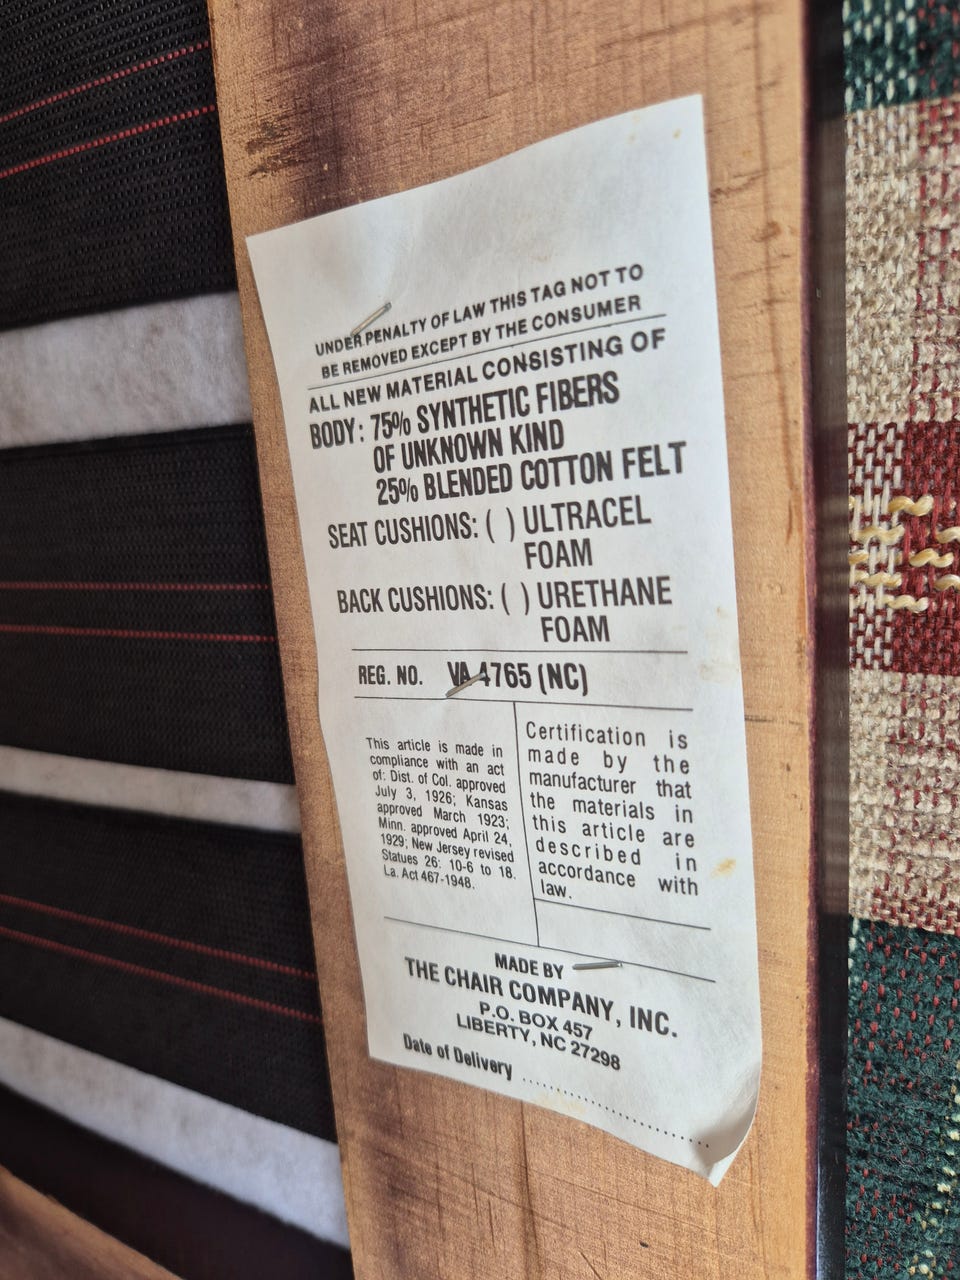 UNDER PENALTY OF LAW THIS TAG NOT TO
BE REMOVED EXCEPT BY THE CONSUMER
ALL NEW MATERIAL CONSISTING OF
BODY: 75% SYNTHETIC FIBERS
OF UNKNOWN KIND
25% BLENDED COTTON FELT
SEAT CUSHIONS: ( ) ULTRACEL
FOAM
BACK CUSHIONS: ( ) URETHANE
FOAM
REG. NO. VA 4765 (NC)
This article is made in
compliance with an act
of: Dist. of Col. approved
July 3, 1926; Kansas
approved March 1923;
Minn. approved April 24,
1929; New Jersey revised
Statues 26: 10-6 to 18.
La. Act 467-1948.
Certification is
made by the
manufacturer that
the materials in
this article are
described in
accordance with
law.
MADE BY
THE CHAIR COMPANY, INC.
P.O. BOX 457
LIBERTY, NC 27298
Date of Delivery ..............................